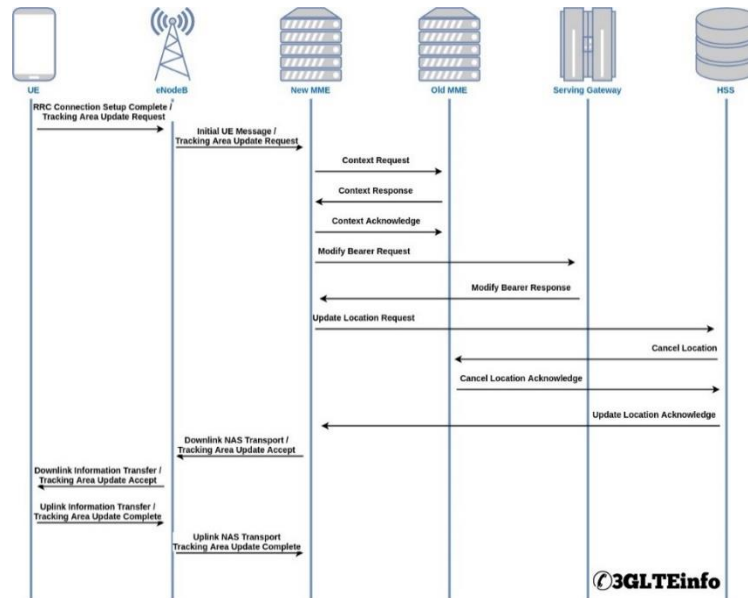 UE
eNodeB
New MME
Old MME
Serving Gateway
HSS
RRC Connection Setup Complete /
Tracking Area Update Request
Initial UE Message /
Tracking Area Update Request
Context Request
Context Response
Context Acknowledge
Modify Bearer Request
Modify Bearer Response
Update Location Request
Cancel Location
Cancel Location Acknowledge
Update Location Acknowledge
Downlink NAS Transport /
Tracking Area Update Accept
Downlink Information Transfer /
Tracking Area Update Accept
Uplink Information Transfer /
Tracking Area Update Complete
Uplink NAS Transport
Tracking Area Update Complete
3GLTEinfo